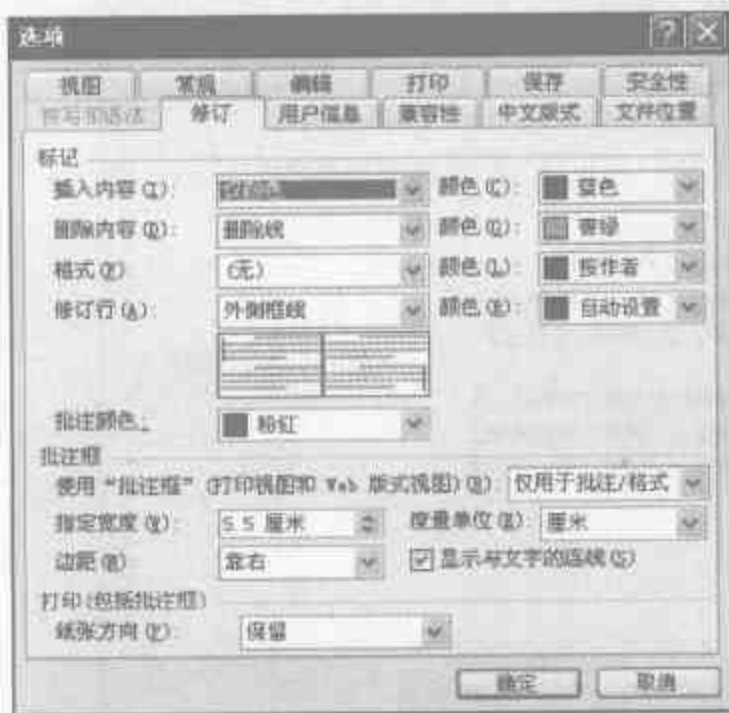 选项
视图 常规 编辑 打印 保存 安全性
拼写和语法 修订 用户信息 兼容性 中文版式 文件位置
标记
插入内容(I): 颜色(C): 蓝色
删除内容(D): 删除线 颜色(O): 青绿
格式(F): (无) 颜色(L): 按作者
修订行(A): 外侧框线 颜色(R): 自动设置
批注颜色: 粉红
批注框
使用“批注框”(打印视图和 Web 版式视图)(B): 仅用于批注/格式
指定宽度(W): 5.5 厘米 度量单位(E): 厘米
边距(M): 靠右 显示与文字的连线(S)
打印(包括批注框)
纸张方向(P): 保留
确定 取消